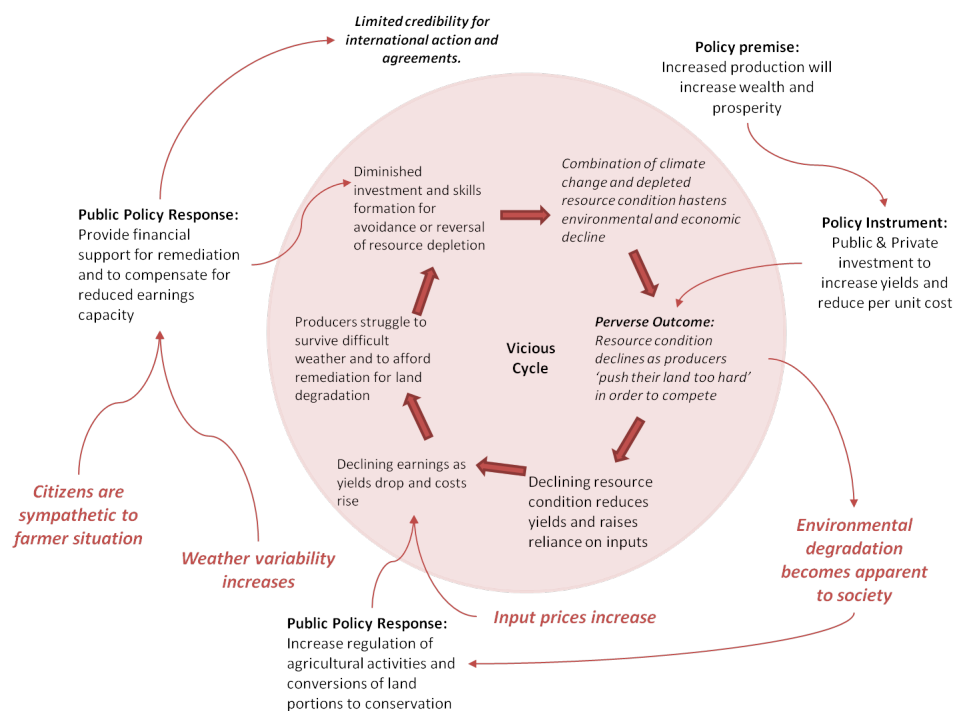 Limited credibility for
international action and
agreements.
Policy premise:
Increased production will
increase wealth and
prosperity
Diminished
investment and skills
formation for
avoidance or reversal
of resource depletion
Combination of climate
change and depleted
resource condition hastens
environmental and economic
decline
Public Policy Response:
Provide financial
support for remediation
and to compensate for
reduced earnings
capacity
Policy Instrument:
Public & Private
investment to
increase yields and
reduce per unit cost
Producers struggle to
survive difficult
weather and to afford
remediation for land
degradation
Vicious
Cycle
Perverse Outcome:
Resource condition
declines as producers
‘push their land too hard’
in order to compete
Declining earnings as
yields drop and costs
rise
Declining resource
condition reduces
yields and raises
reliance on inputs
Citizens are
sympathetic to
farmer situation
Weather variability
increases
Environmental
degradation
becomes apparent
to society
Input prices increase
Public Policy Response:
Increase regulation of
agricultural activities and
conversions of land
portions to conservation